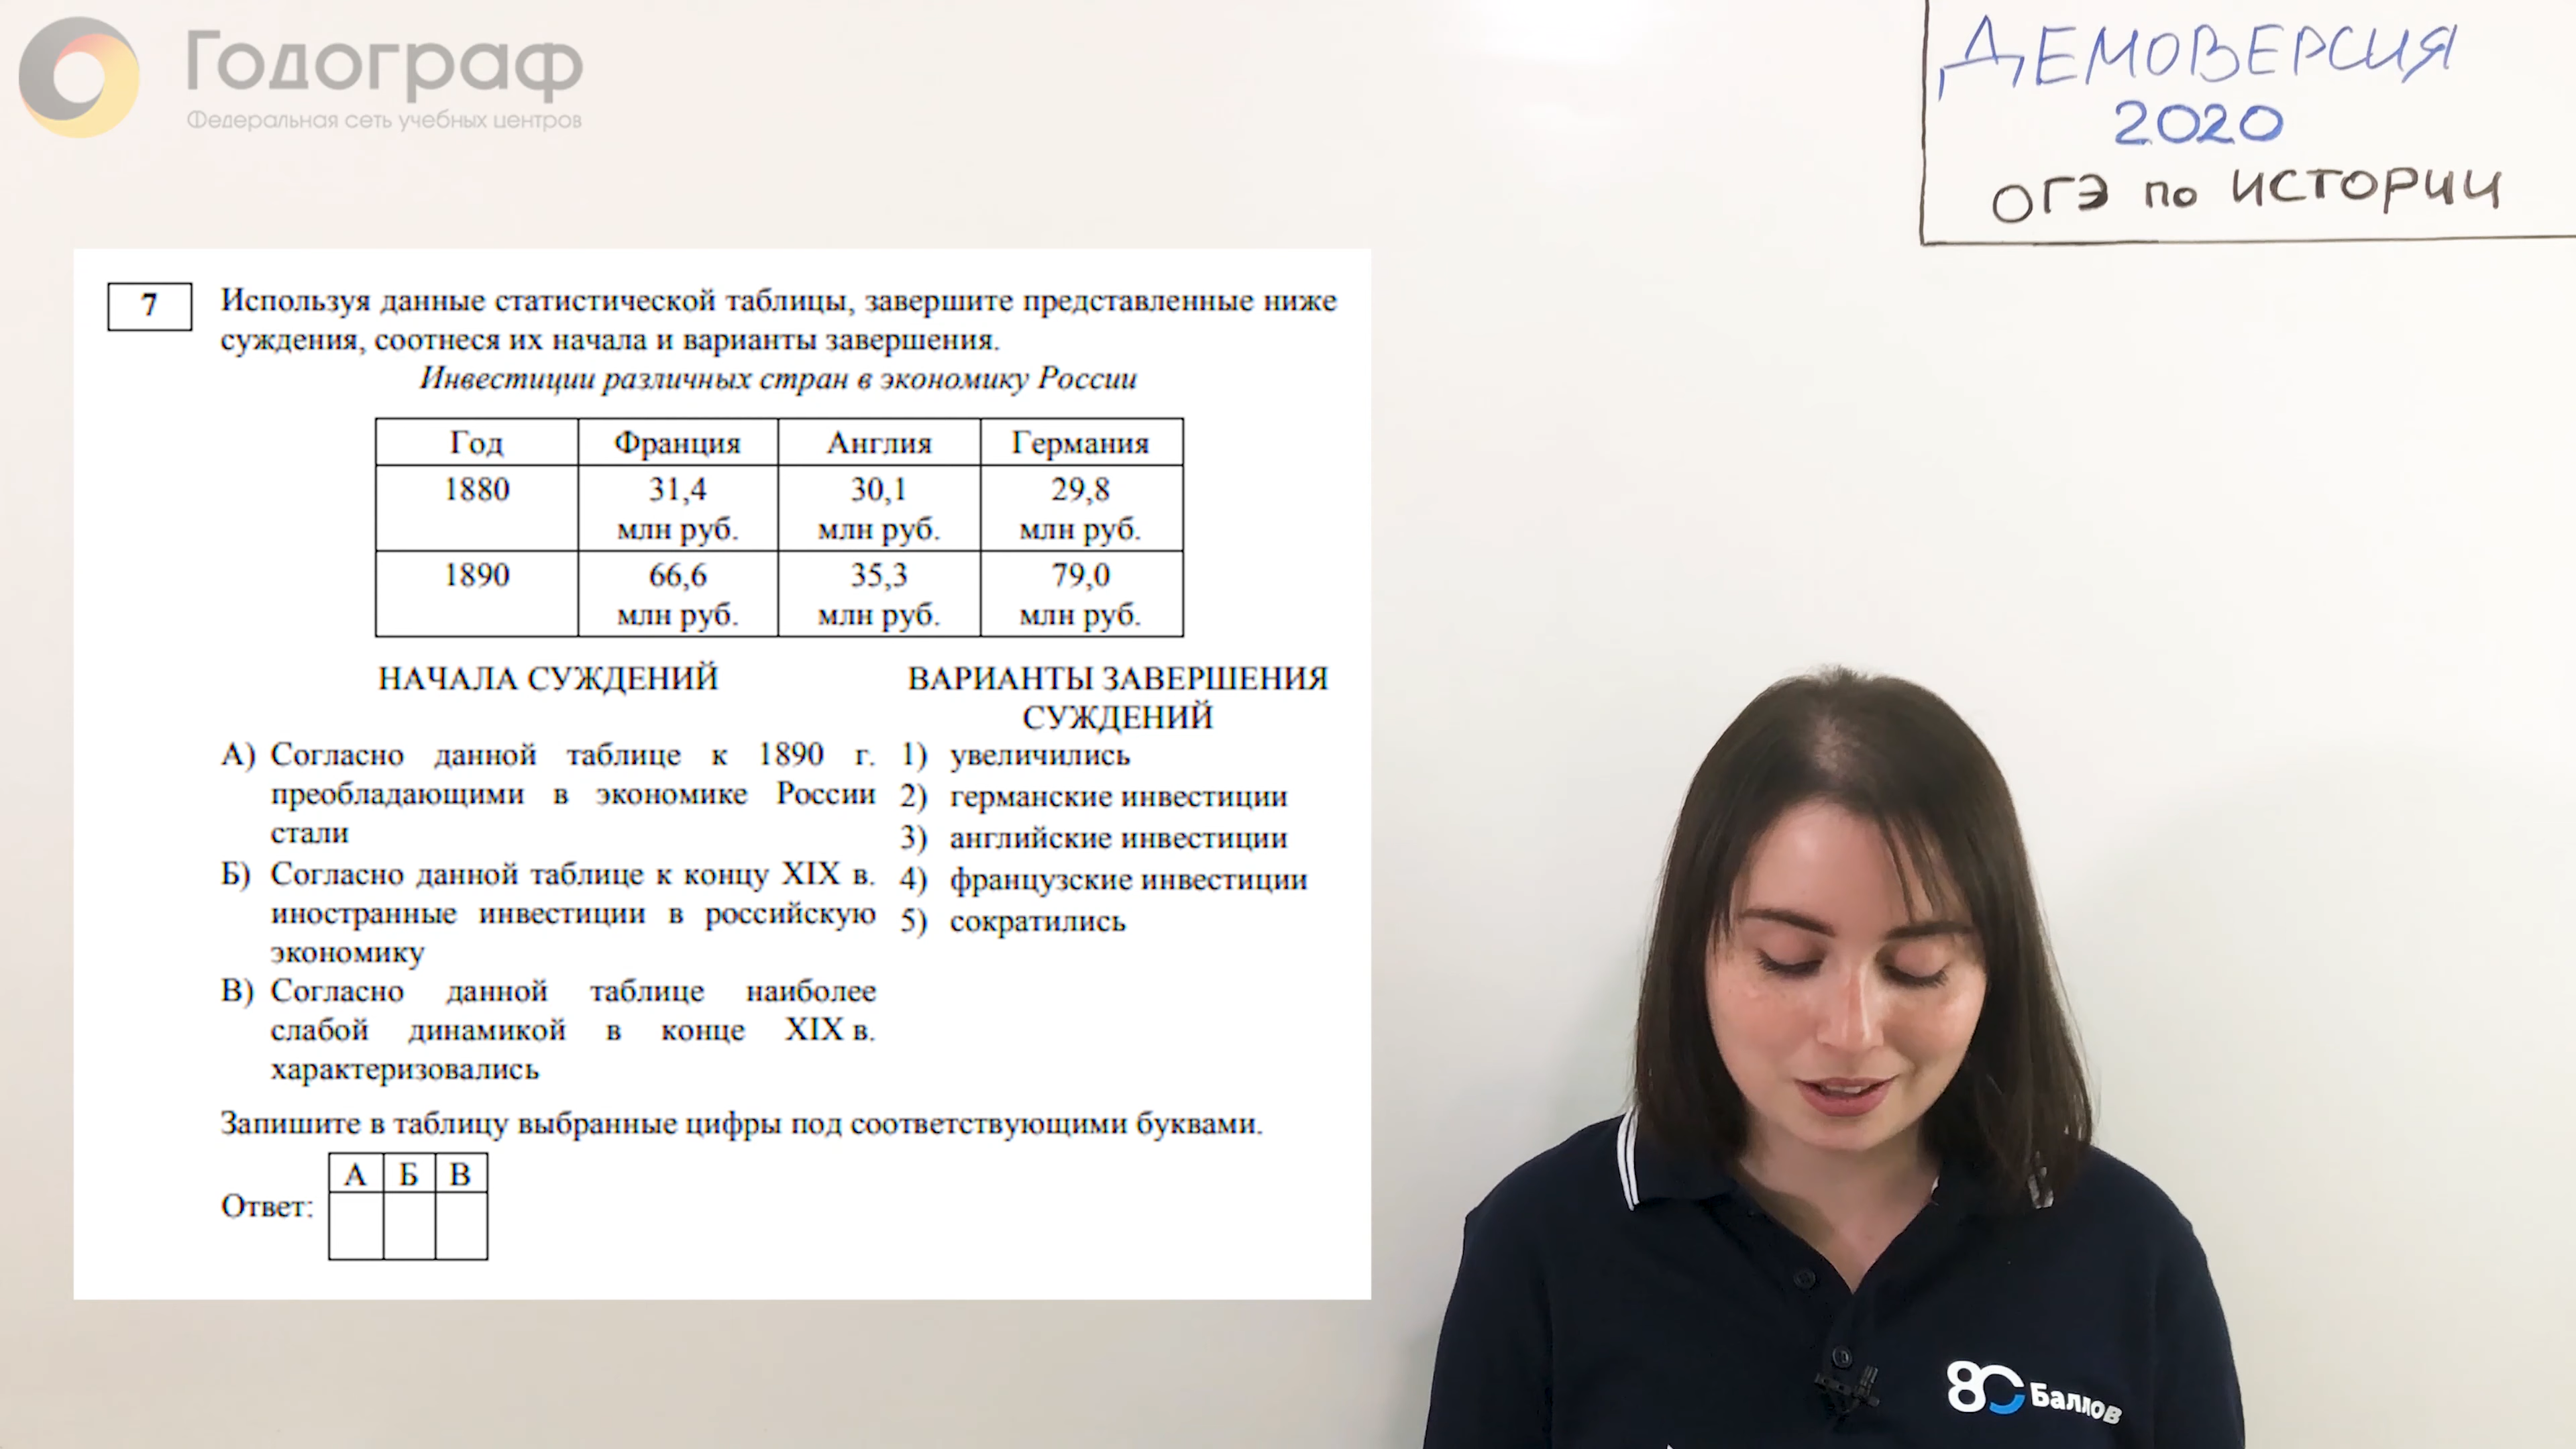 Годограф
Федеральная сеть учебных центров
ДЕМОВЕРСИЯ
2020
ОГЭ по ИСТОРИИ
7
Используя данные статистической таблицы, завершите представленные ниже
суждения, соотнеся их начала и варианты завершения.
Инвестиции различных стран в экономику России
Год Франция Англия Германия
1880 31,4 млн руб. 30,1 млн руб. 29,8 млн руб.
1890 66,6 млн руб. 35,3 млн руб. 79,0 млн руб.
НАЧАЛА СУЖДЕНИЙ
А) Согласно данной таблице к 1890 г.
преобладающими в экономике России
стали
Б) Согласно данной таблице к концу XIX в.
иностранные инвестиции в российскую
экономику
В) Согласно данной таблице наиболее
слабой динамикой в конце XIX в.
характеризовались
ВАРИАНТЫ ЗАВЕРШЕНИЯ
СУЖДЕНИЙ
1) увеличились
2) германские инвестиции
3) английские инвестиции
4) французские инвестиции
5) сократились
Запишите в таблицу выбранные цифры под соответствующими буквами.
Ответ:
А Б В
80 Баллов